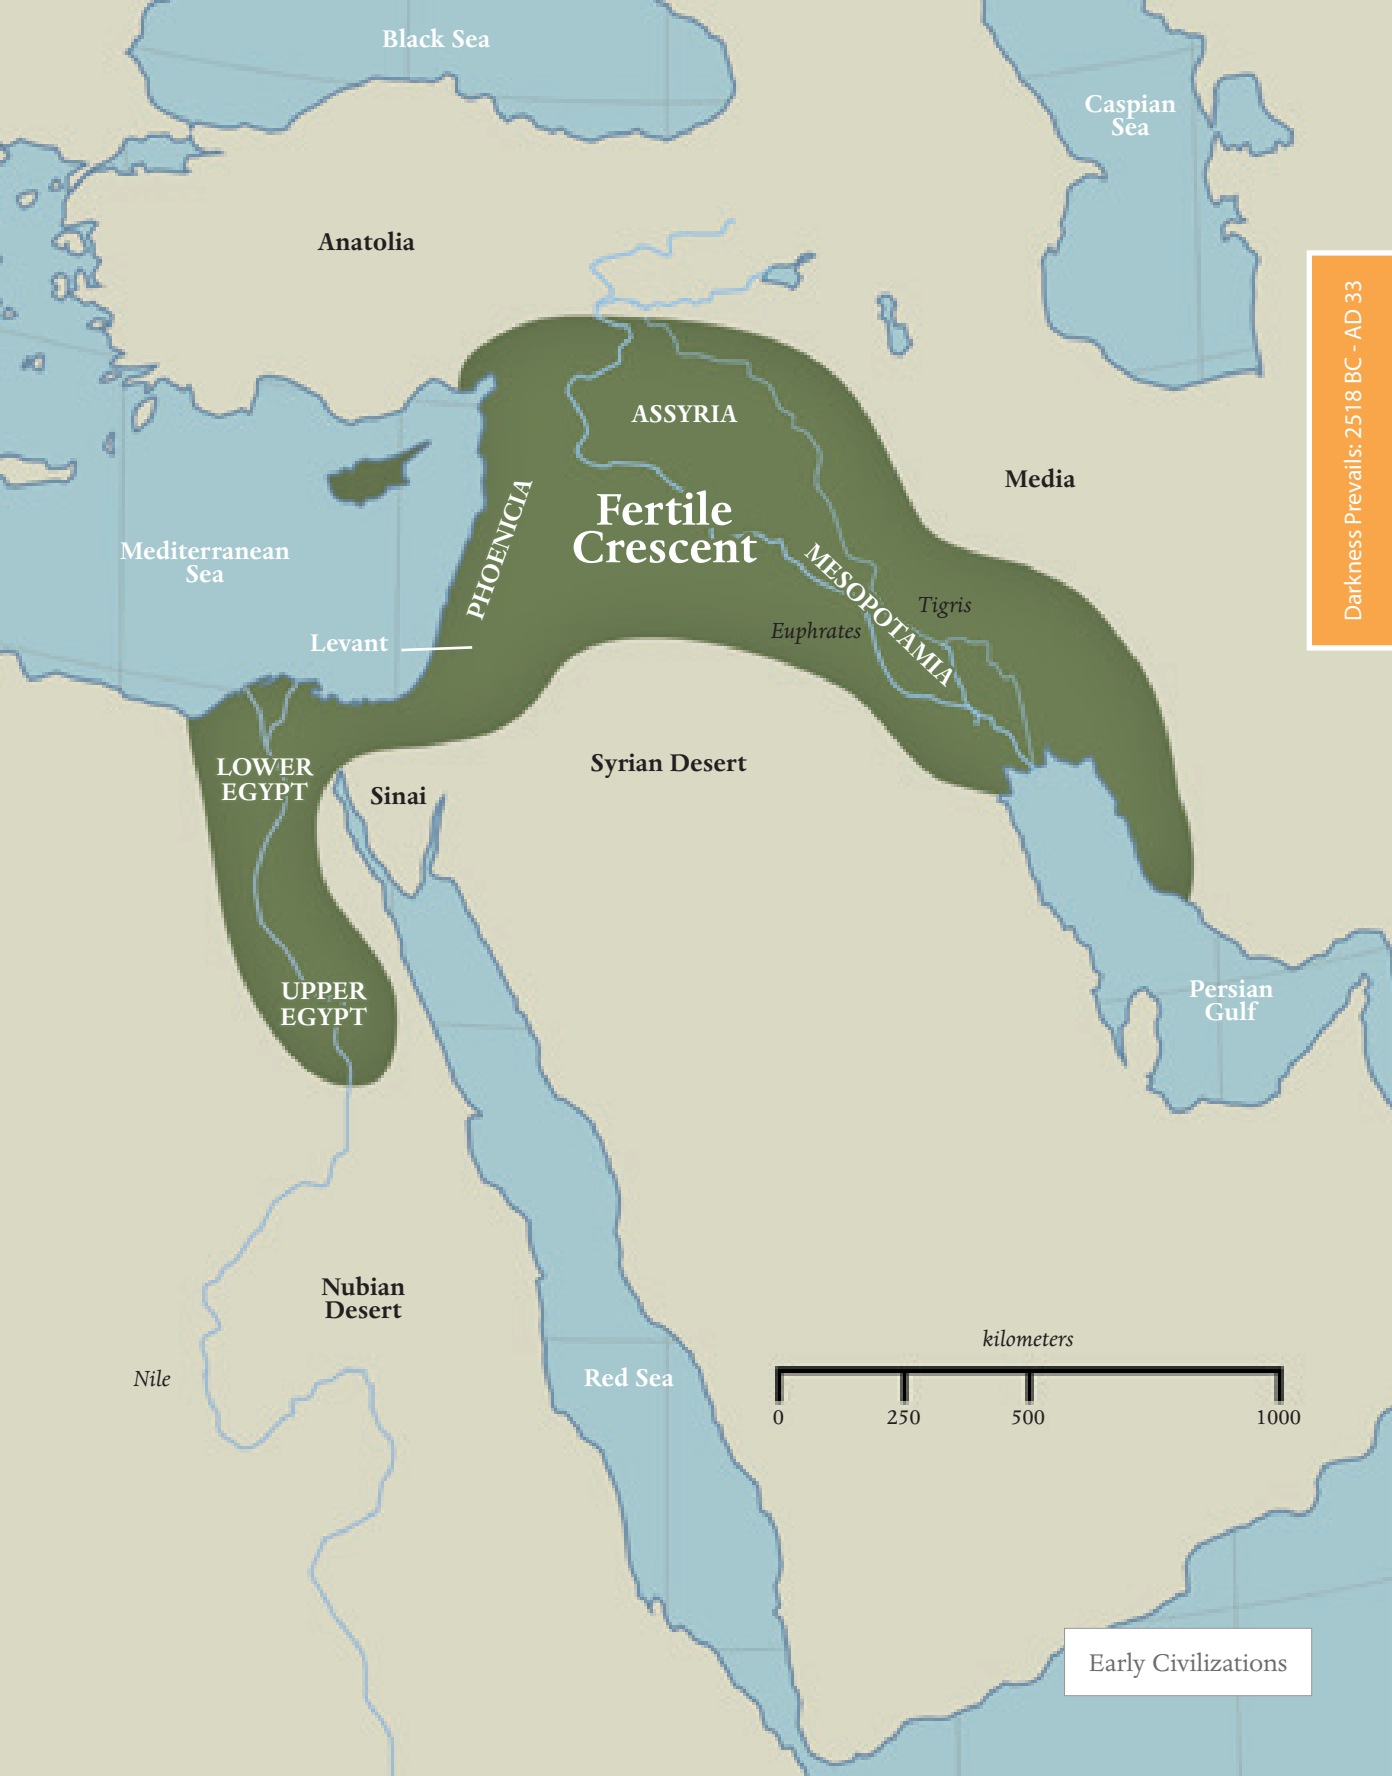 Black Sea
Caspian
Sea
Anatolia
Darkness Prevails: 2518 BC - AD 33
ASSYRIA
Media
Fertile
Crescent
PHOENICIA
Mediterranean
Sea
MESOPOTAMIA
Tigris
Euphrates
Levant
LOWER
EGYPT
Syrian Desert
Sinai
UPPER
EGYPT
Persian
Gulf
Nubian
Desert
kilometers
Nile
Red Sea
0 250 500 1000
Early Civilizations